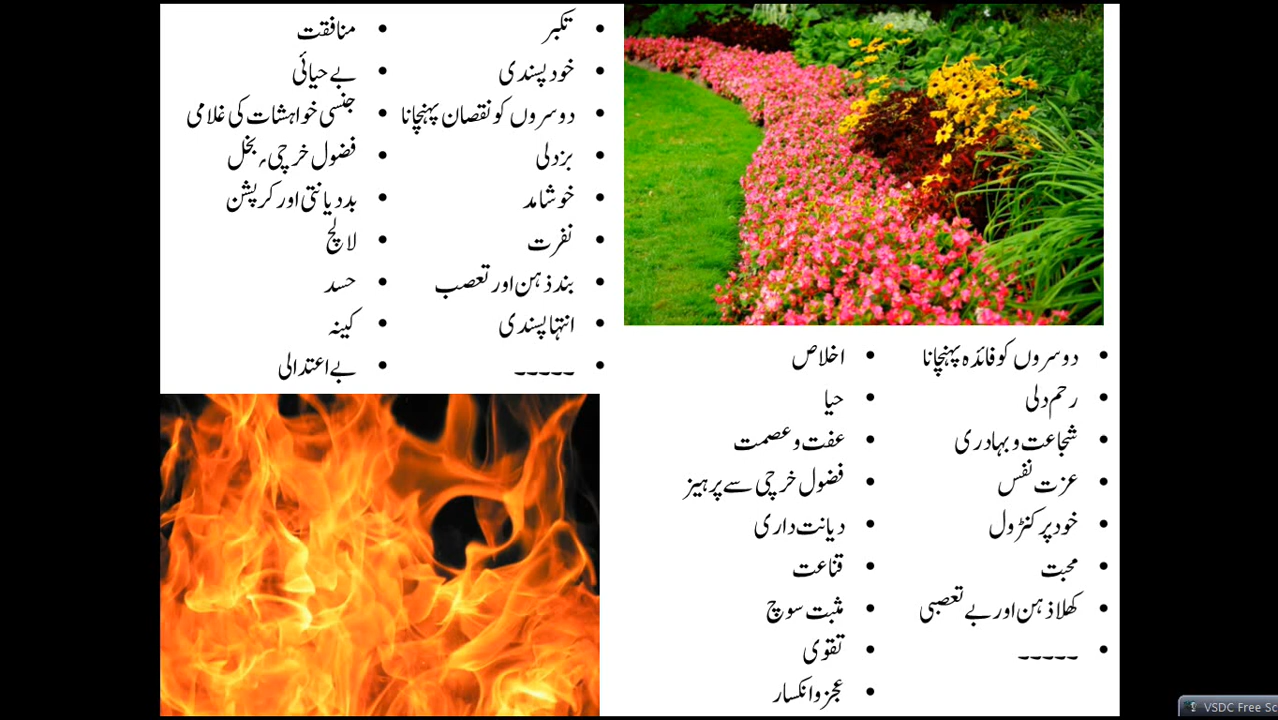 تکبر
خود پسندی
دوسروں کو نقصان پہنچانا
بزدلی
خوشامد
نفرت
بند ذہن اور تعصب
انتہا پسندی
۔۔۔۔۔
منافقت
بے حیائی
جنسی خواہشات کی غلامی
فضول خرچی، بخل
بددیانتی اور کرپشن
لالچ
حسد
کینہ
بے اعتدالی
دوسروں کو فائدہ پہنچانا
رحم دلی
شجاعت و بہادری
عزت نفس
خود پر کنٹرول
محبت
کھلا ذہن اور بے تعصبی
۔۔۔۔۔
اخلاص
حیا
عفت و عصمت
فضول خرچی سے پرہیز
دیانت داری
قناعت
مثبت سوچ
تقوی
عجز و انکسار
VSDC Free Sc